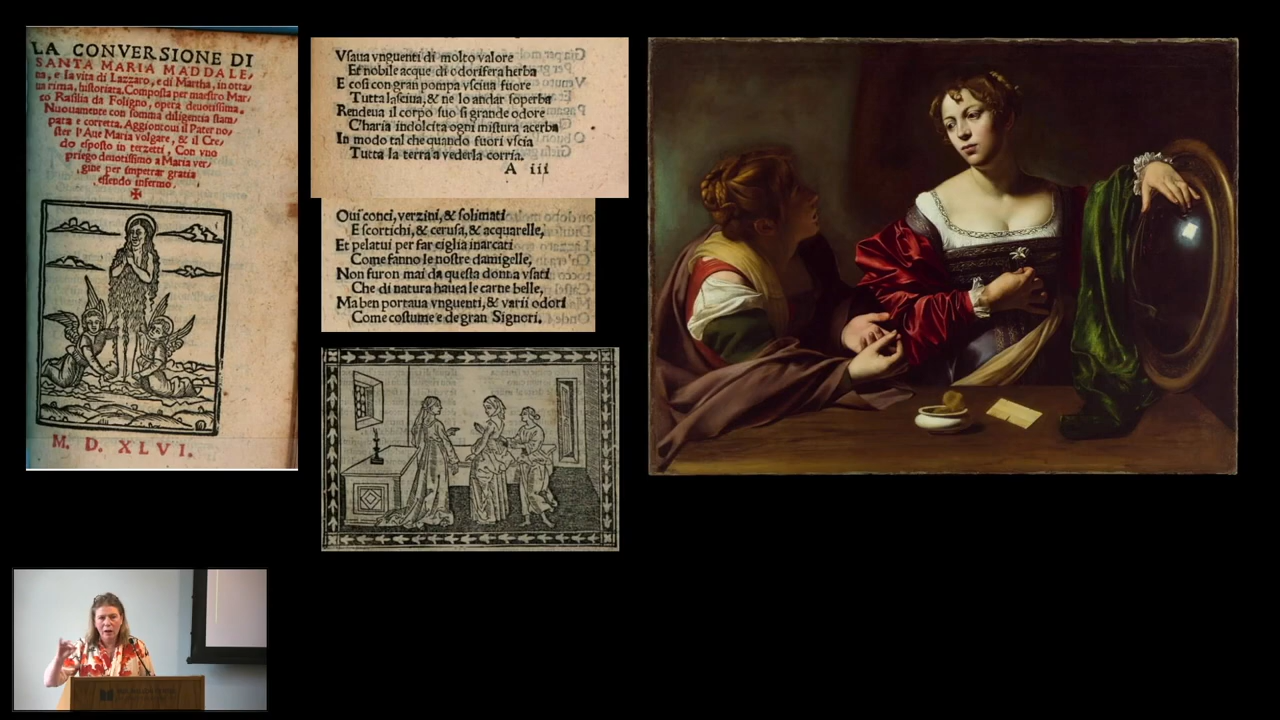 LA CONVERSIONE DI
SANTA MARIA MADDALE/
na, e la vita di Lazzaro, e di Martha, in otta/
ua rima, hiſtoriata. Compoſta per maeſtro Mar/
co Raſilia da Foligno, opera deuotiſſima.
Nuouamente con ſomma diligentia ſtam/
pata e corretta. Aggiontoui il Pater no/
ſter l'Aue Maria volgare, & il Cre/
do eſpoſto in terzetti, Con vno
priego deuotiſſimo a Maria ver/
gine per impetrar gratia
eſſendo infermo.
M. D. XLVI.
Vſaua vnguenti di molto valore
Et nobile acque di odorifera herba
E coſi con gran pompa vſciua fuore
Tutta laſciua, & ne lo andar ſoperba
Rendeua il corpo ſuo ſi grande odore
C'haria indolcita ogni miſtura acerba
In modo tal che quando fuori vſcia
Tutta la terra a vederla corria.
A iii
Qui conci, verzini, & ſolimati
E ſcortichi, & ceruſa, & acquarelle,
Et pelatui per far ciglia inarcati
Come fanno le noſtre damigelle,
Non furon mai da queſta donna vſati
Che di natura hauea le carne belle,
Ma ben portaua vnguenti, & varii odori
Come coſtume e de gran Signori.